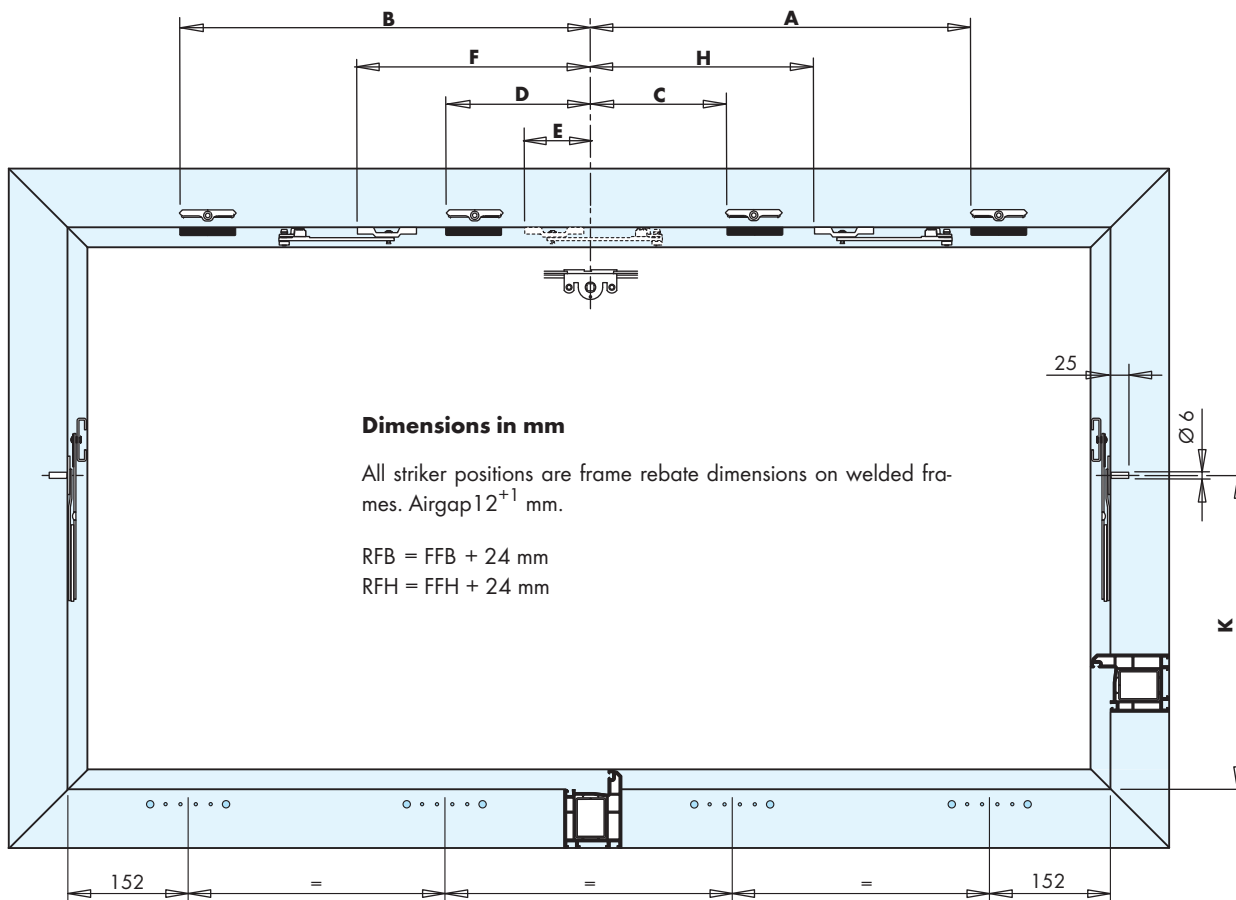 B A
F H
D C
E
25
Ø 6
Dimensions in mm
All striker positions are frame rebate dimensions on welded fra-
mes. Airgap12+1 mm.
RFB = FFB + 24 mm
RFH = FFH + 24 mm
K
152 = = = 152